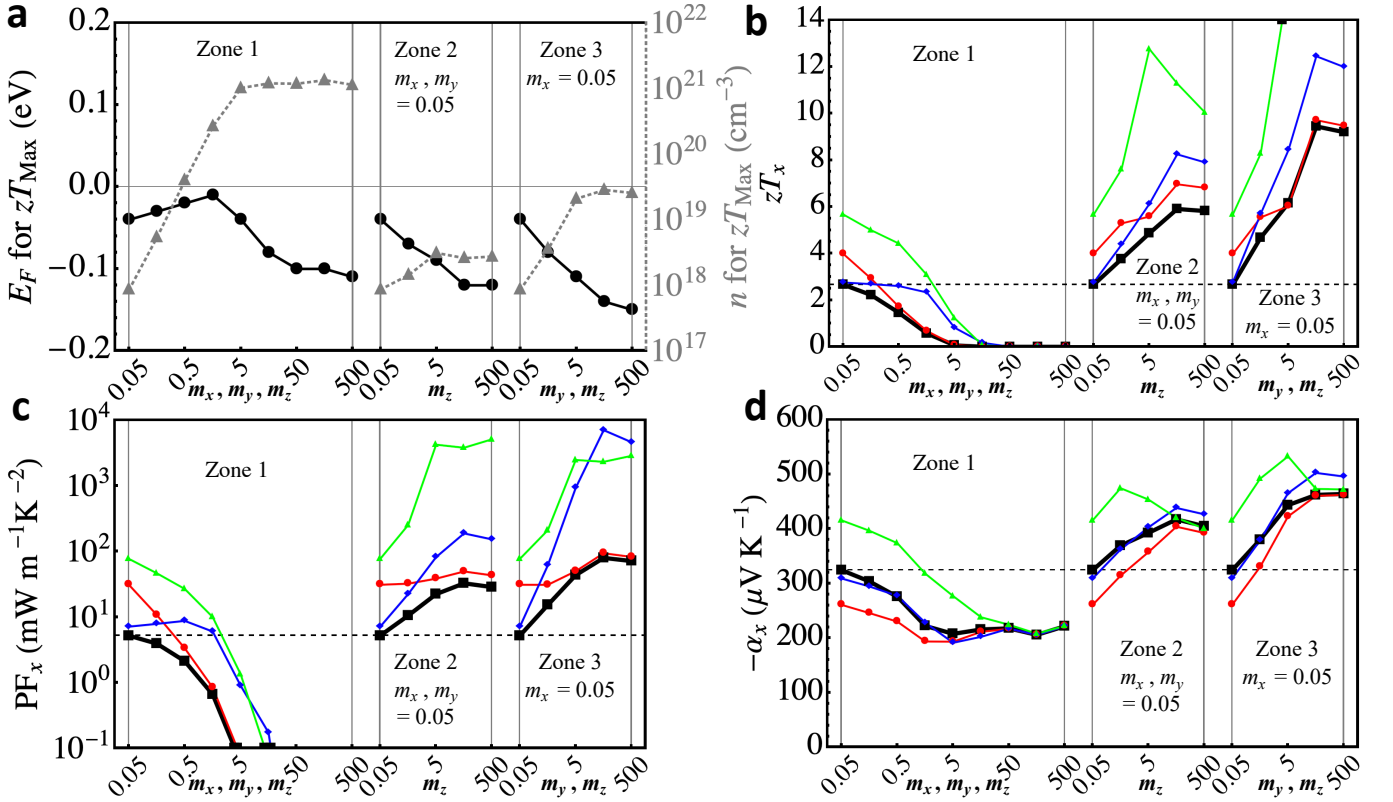 a
E_F for zT_Max (eV)
0.2
0.1
0.0
−0.1
−0.2
Zone 1
Zone 2
m_x , m_y
= 0.05
Zone 3
m_x = 0.05
10^22
10^21
10^20
10^19
10^18
10^17
n for zT_Max (cm^−3)
0.05
0.5
5
50
500
m_x, m_y, m_z
0.05
5
500
m_z
0.05
5
500
m_y, m_z
b
zT_x
14
12
10
8
6
4
2
0
Zone 1
Zone 2
m_x , m_y
= 0.05
Zone 3
m_x = 0.05
0.05
0.5
5
50
500
m_x, m_y, m_z
0.05
5
500
m_z
0.05
5
500
m_y, m_z
c
PF_x (mW m^−1K^−2)
10^4
10^3
10^2
10^1
10^0
10^−1
Zone 1
Zone 2
m_x , m_y
= 0.05
Zone 3
m_x = 0.05
0.05
0.5
5
50
500
m_x, m_y, m_z
0.05
5
500
m_z
0.05
5
500
m_y, m_z
d
−α_x (μV K^−1)
600
500
400
300
200
100
0
Zone 1
Zone 2
m_x , m_y
= 0.05
Zone 3
m_x = 0.05
0.05
0.5
5
50
500
m_x, m_y, m_z
0.05
5
500
m_z
0.05
5
500
m_y, m_z